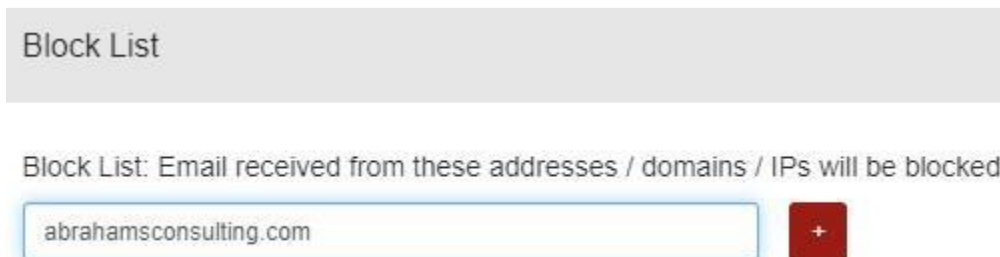 Block List
Block List: Email received from these addresses / domains / IPs will be blocked
abrahamsconsulting.com +